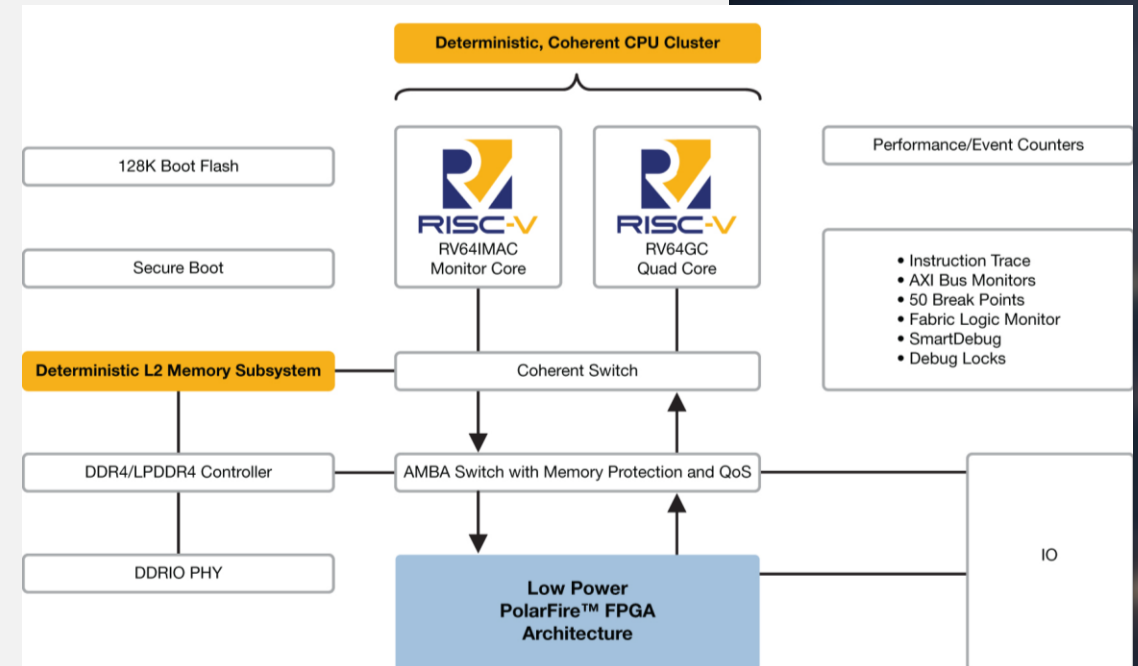 Deterministic, Coherent CPU Cluster
128K Boot Flash
Secure Boot
Deterministic L2 Memory Subsystem
DDR4/LPDDR4 Controller
DDRIO PHY
RISC-V
RV64IMAC
Monitor Core
RISC-V
RV64GC
Quad Core
Coherent Switch
AMBA Switch with Memory Protection and QoS
Low Power
PolarFire™ FPGA
Architecture
Performance/Event Counters
• Instruction Trace
• AXI Bus Monitors
• 50 Break Points
• Fabric Logic Monitor
• SmartDebug
• Debug Locks
IO